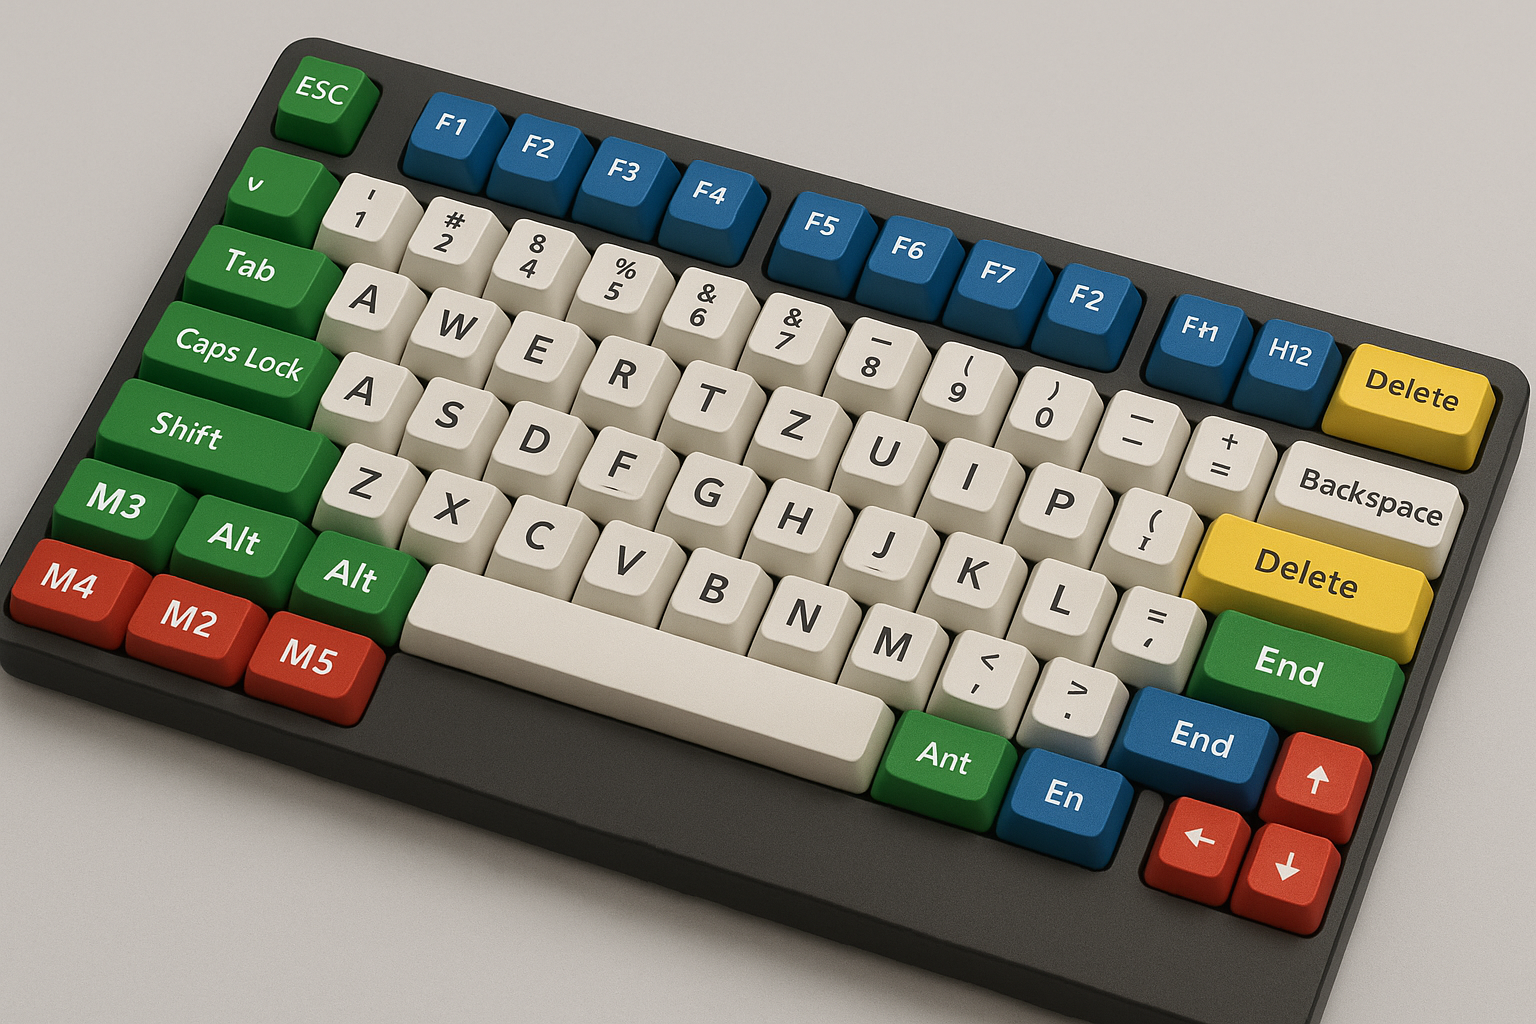 ESC F1 F2 F3 F4 F5 F6 F7 F2 H12 Delete
v ' 1 # 2 8 4 % 5 & 6 & 7 — 8 ( 9 ) 0 — – + = Backspace
Tab A W E R T Z U I P ( Delete
Caps Lock A S D F G H J K L = , End
Shift Z X C V B N M < , > . End ↑
M3 Alt Alt Ant En ← ↓
M4 M2 M5